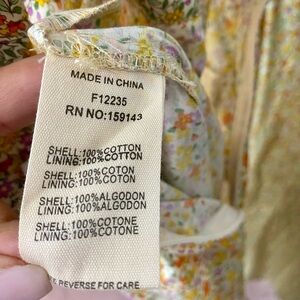 MADE IN CHINA
F12235
RN NO:159143
SHELL:100%COTTON
LINING:100%COTTON
SHELL:100%COTON
LINING:100%COTON
SHELL:100%ALGODON
LINING:100%ALGODON
SHELL:100%COTONE
LINING:100%COTONE
REVERSE FOR CARE